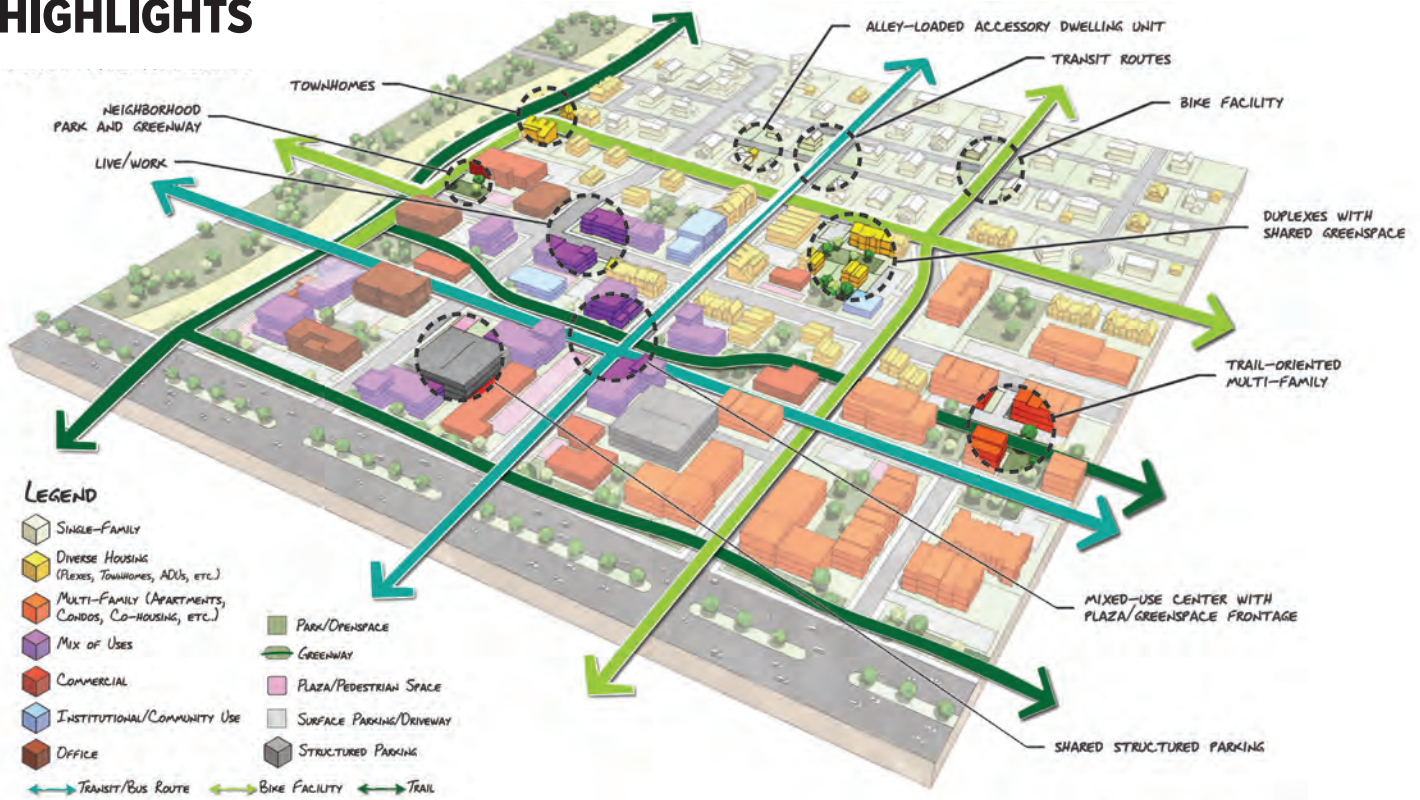 HIGHLIGHTS
ALLEY-LOADED ACCESSORY DWELLING UNIT
TRANSIT ROUTES
TOWNHOMES
BIKE FACILITY
NEIGHBORHOOD
PARK AND GREENWAY
LIVE/WORK
DUPLEXES WITH
SHARED GREENSPACE
TRAIL-ORIENTED
MULTI-FAMILY
MIXED-USE CENTER WITH
PLAZA/GREENSPACE FRONTAGE
SHARED STRUCTURED PARKING
LEGEND
SINGLE-FAMILY
DIVERSE HOUSING
(PLEXES, TOWNHOMES, ADUS, ETC.)
MULTI-FAMILY (APARTMENTS,
CONDOS, CO-HOUSING, ETC.)
MIX OF USES
COMMERCIAL
INSTITUTIONAL/COMMUNITY USE
OFFICE
PARK/OPENSPACE
GREENWAY
PLAZA/PEDESTRIAN SPACE
SURFACE PARKING/DRIVEWAY
STRUCTURED PARKING
TRANSIT/BUS ROUTE
BIKE FACILITY
TRAIL